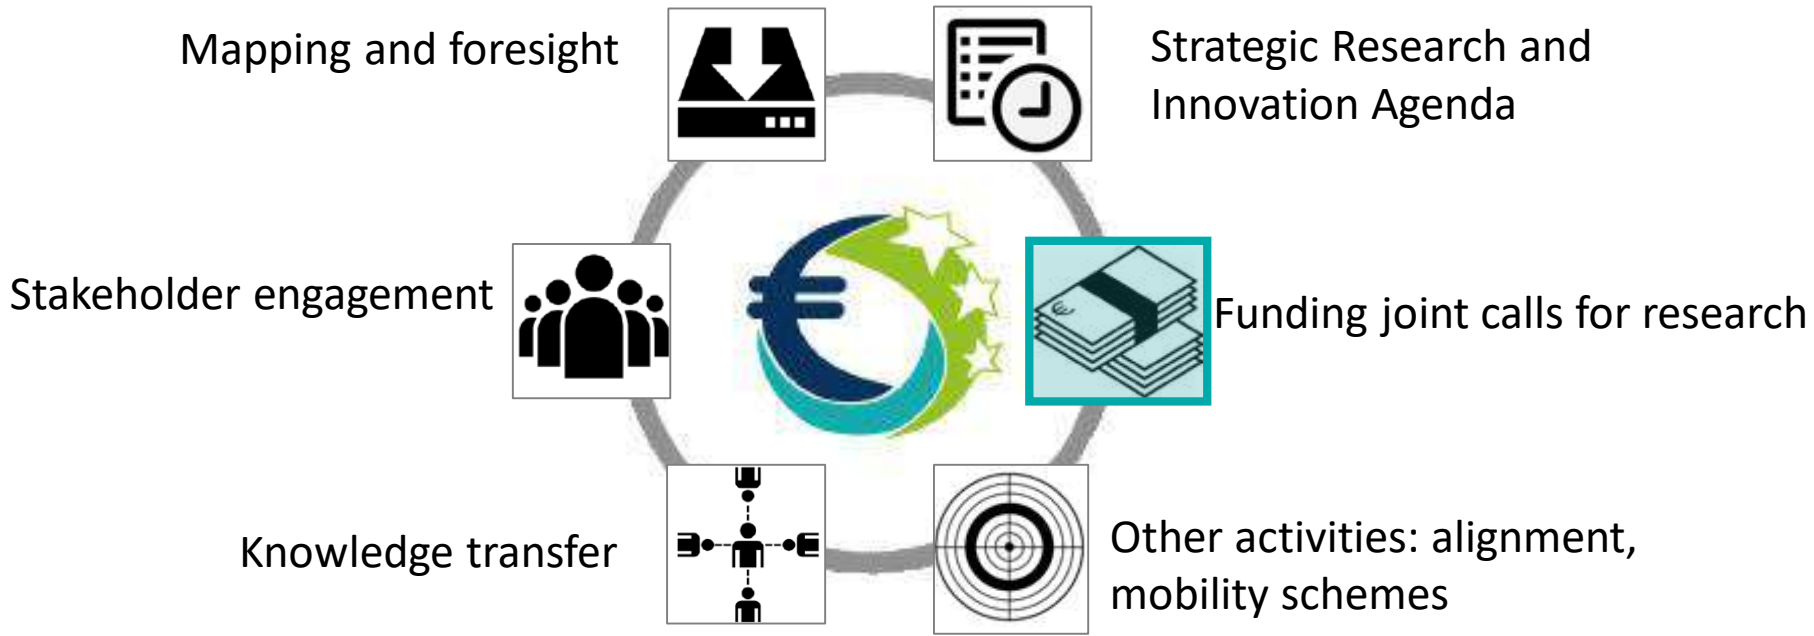 Mapping and foresight
Strategic Research and
Innovation Agenda
Stakeholder engagement
Funding joint calls for research
Knowledge transfer
Other activities: alignment,
mobility schemes